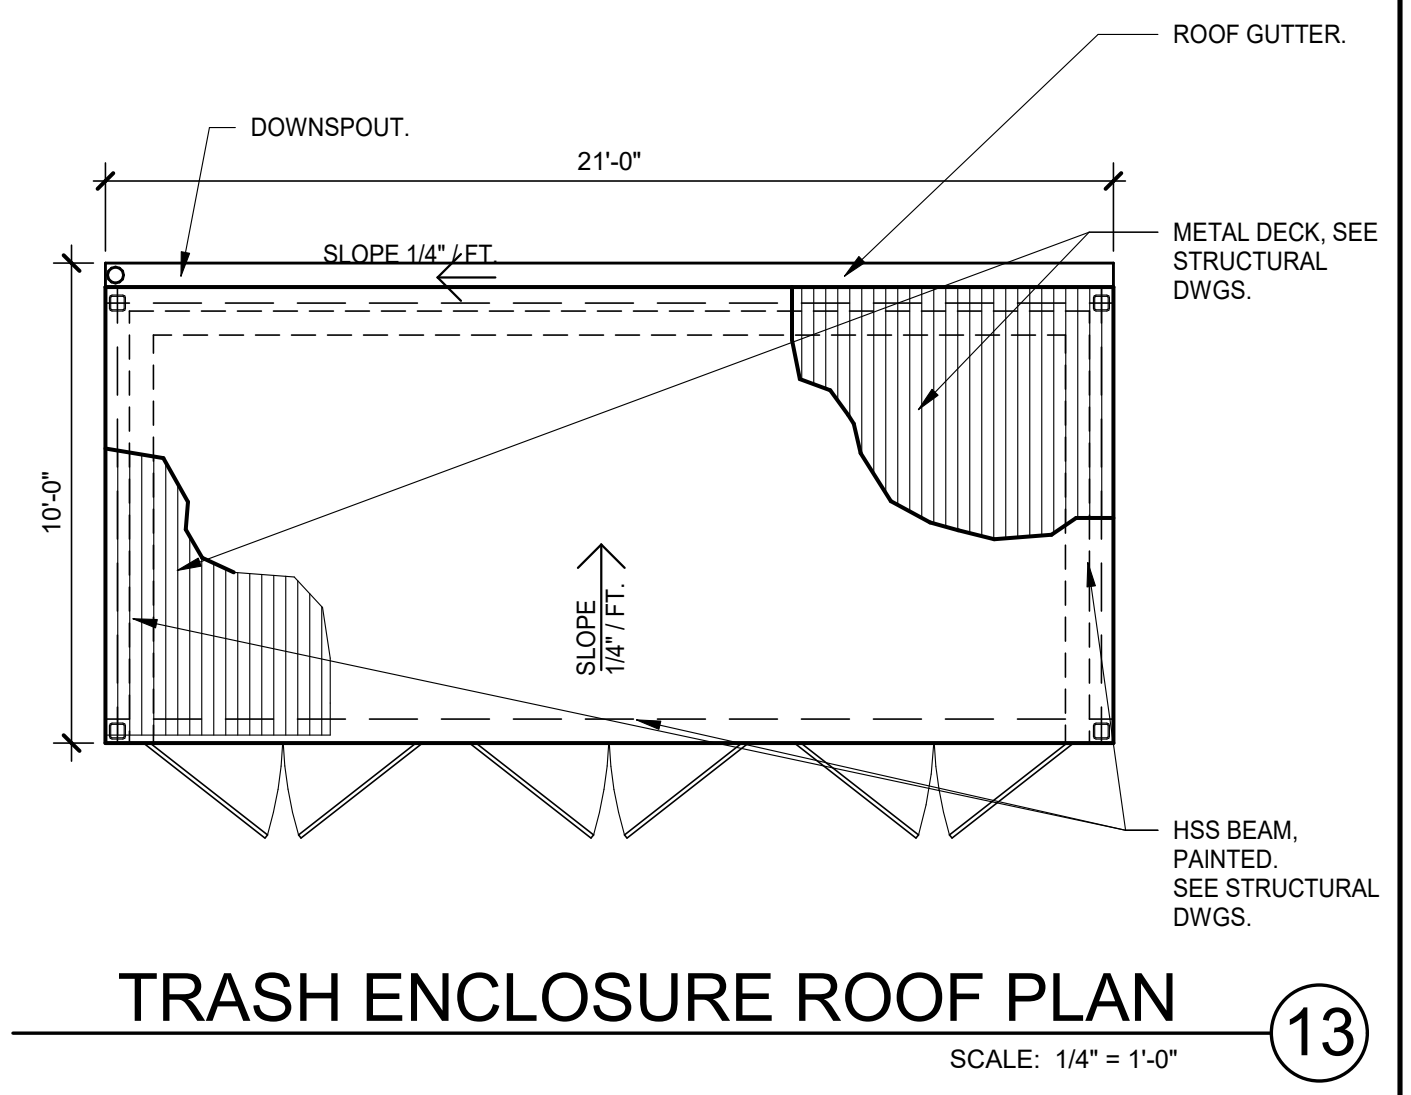 ROOF GUTTER.
DOWNSPOUT.
21'-0"
METAL DECK, SEE
STRUCTURAL
DWGS.
SLOPE 1/4" / FT.
10'-0"
SLOPE
1/4" / FT.
HSS BEAM,
PAINTED.
SEE STRUCTURAL
DWGS.
TRASH ENCLOSURE ROOF PLAN
13
SCALE: 1/4" = 1'-0"